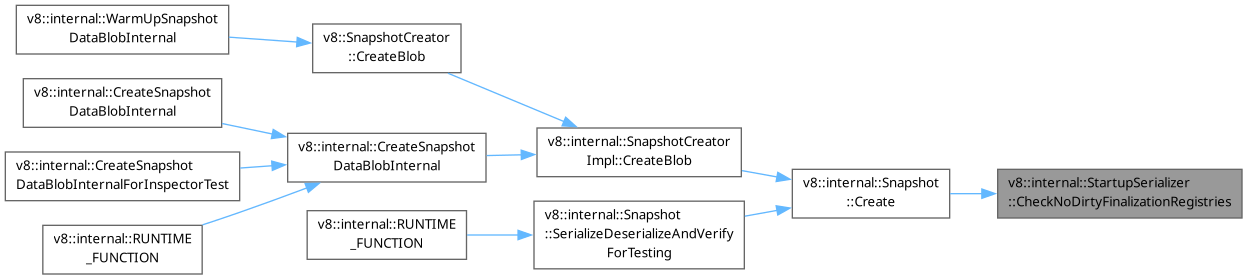 v8::internal::WarmUpSnapshot
DataBlobInternal
v8::SnapshotCreator
::CreateBlob
v8::internal::CreateSnapshot
DataBlobInternal
v8::internal::CreateSnapshot
DataBlobInternalForInspectorTest
v8::internal::RUNTIME
_FUNCTION
v8::internal::CreateSnapshot
DataBlobInternal
v8::internal::RUNTIME
_FUNCTION
v8::internal::SnapshotCreator
Impl::CreateBlob
v8::internal::Snapshot
::SerializeDeserializeAndVerify
ForTesting
v8::internal::Snapshot
::Create
v8::internal::StartupSerializer
::CheckNoDirtyFinalizationRegistries